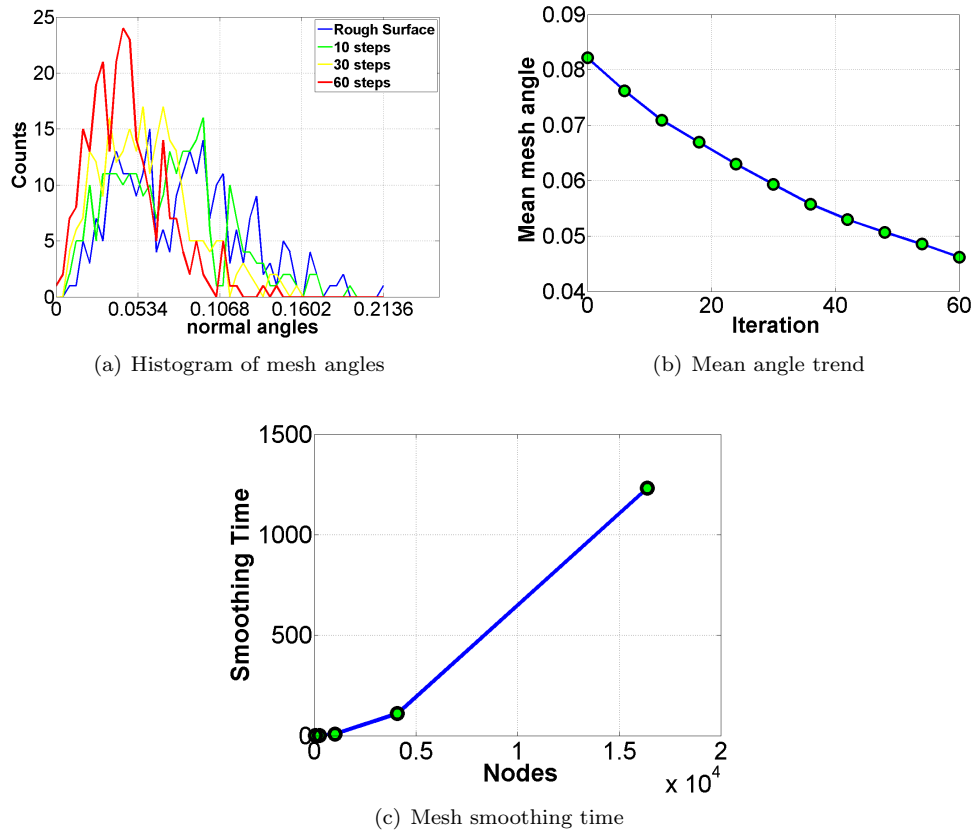 25
20
15
10
5
0
Counts
0 0.0534 0.1068 0.1602 0.2136
normal angles
Rough Surface
10 steps
30 steps
60 steps
(a) Histogram of mesh angles
0.09
0.08
0.07
0.06
0.05
0.04
Mean mesh angle
0 20 40 60
Iteration
(b) Mean angle trend
1500
1000
500
0
Smoothing Time
0 0.5 1 1.5 2
x 10^4
Nodes
(c) Mesh smoothing time